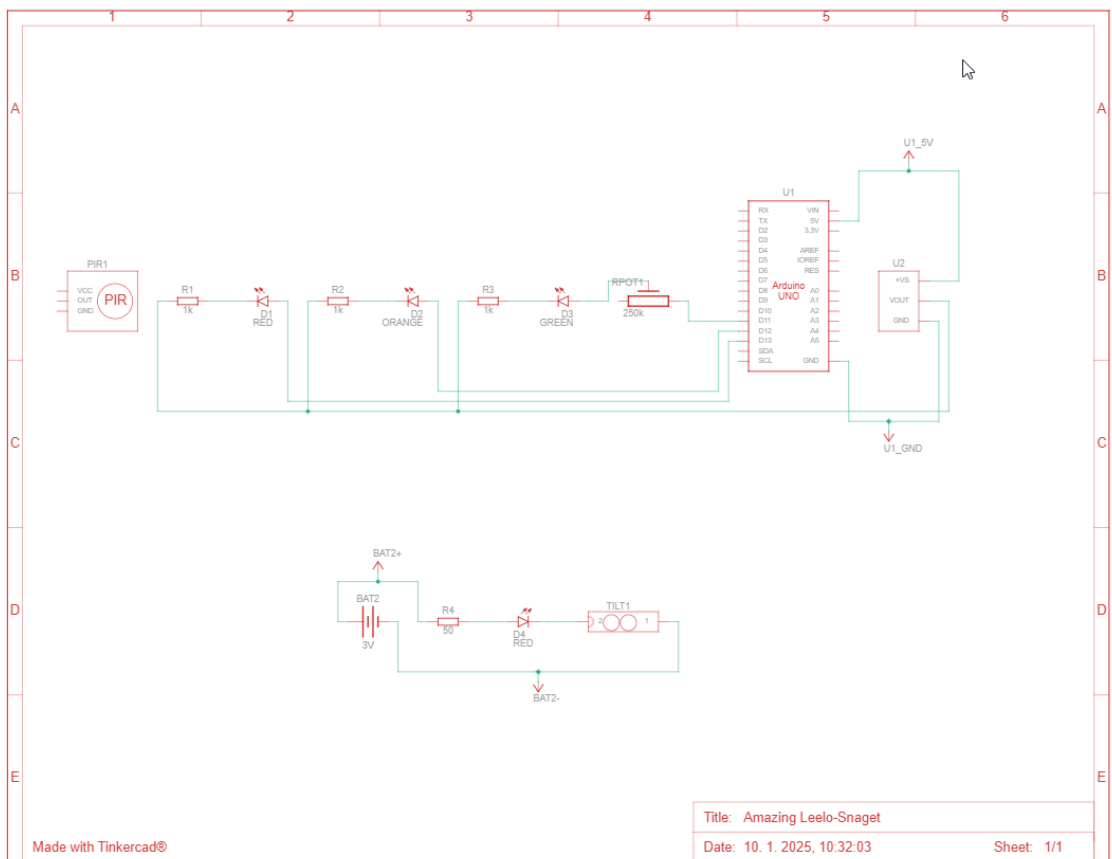 1 2 3 4 5 6
A A
U1_5V
U1
RX VIN
TX 5V
D2 3.3V
D3
D4 AREF
D5 IOREF
D6 RES
D7
D8 A0
D9 A1
D10 A2
D11 A3
D12 A4
D13 A5
SDA
SCL GND
Arduino
UNO
B B
PIR1
VCC
OUT
GND
PIR
R1
1k
D1
RED
R2
1k
D2
ORANGE
R3
1k
D3
GREEN
RPOT1
250k
U2
+VS
VOUT
GND
C C
U1_GND
BAT2+
BAT2
3V
D D
R4
50
D4
RED
TILT1
2 1
BAT2-
E E
Title: Amazing Leelo-Snaget
Made with Tinkercad®
Date: 10. 1. 2025, 10:32:03 Sheet: 1/1